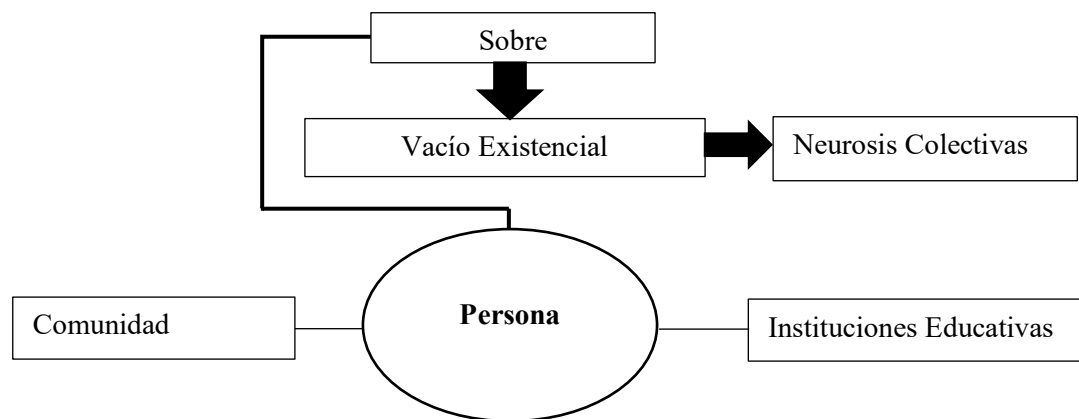 Sobre
Vacío Existencial
Neurosis Colectivas
Persona
Comunidad
Instituciones Educativas